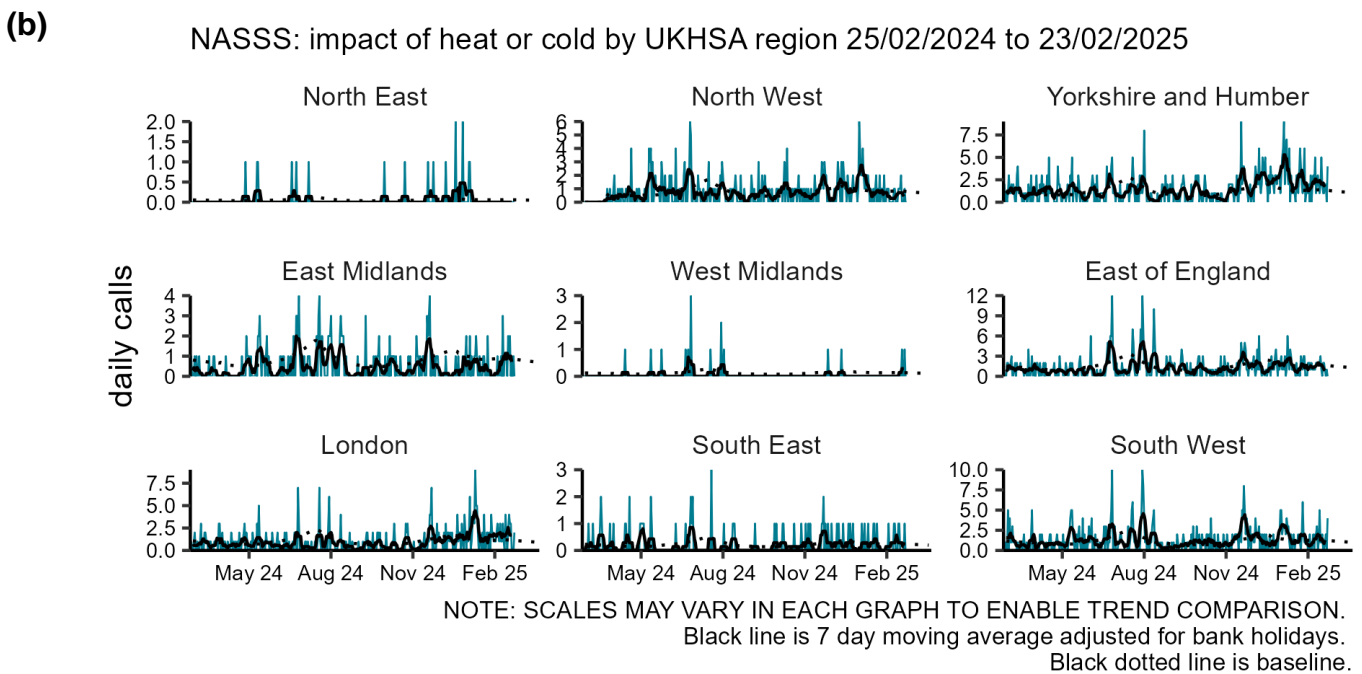 (b)
NASSS: impact of heat or cold by UKHSA region 25/02/2024 to 23/02/2025
daily calls
North East
2.0
1.5
1.0
0.5
0.0
North West
6
5
4
3
2
1
0
Yorkshire and Humber
7.5
5.0
2.5
0.0
East Midlands
4
3
2
1
0
West Midlands
3
2
1
0
East of England
12
9
6
3
0
London
7.5
5.0
2.5
0.0
May 24 Aug 24 Nov 24 Feb 25
South East
3
2
1
0
May 24 Aug 24 Nov 24 Feb 25
South West
10.0
7.5
5.0
2.5
0.0
May 24 Aug 24 Nov 24 Feb 25
NOTE: SCALES MAY VARY IN EACH GRAPH TO ENABLE TREND COMPARISON.
Black line is 7 day moving average adjusted for bank holidays.
Black dotted line is baseline.